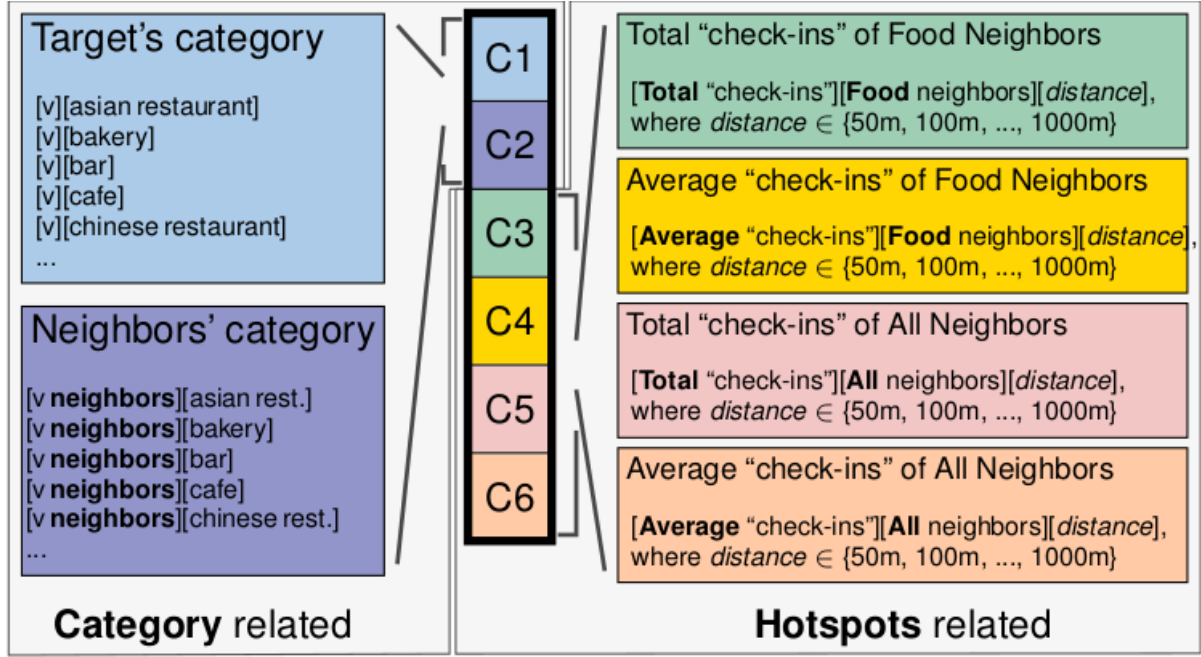 Target's category
[v][asian restaurant]
[v][bakery]
[v][bar]
[v][cafe]
[v][chinese restaurant]
...
Neighbors' category
[v neighbors][asian rest.]
[v neighbors][bakery]
[v neighbors][bar]
[v neighbors][cafe]
[v neighbors][chinese rest.]
...
Category related
C1
C2
C3
C4
C5
C6
Total “check-ins” of Food Neighbors
[Total “check-ins”][Food neighbors][distance],
where distance ∈ {50m, 100m, ..., 1000m}
Average “check-ins” of Food Neighbors
[Average “check-ins”][Food neighbors][distance],
where distance ∈ {50m, 100m, ..., 1000m}
Total “check-ins” of All Neighbors
[Total “check-ins”][All neighbors][distance],
where distance ∈ {50m, 100m, ..., 1000m}
Average “check-ins” of All Neighbors
[Average “check-ins”][All neighbors][distance],
where distance ∈ {50m, 100m, ..., 1000m}
Hotspots related